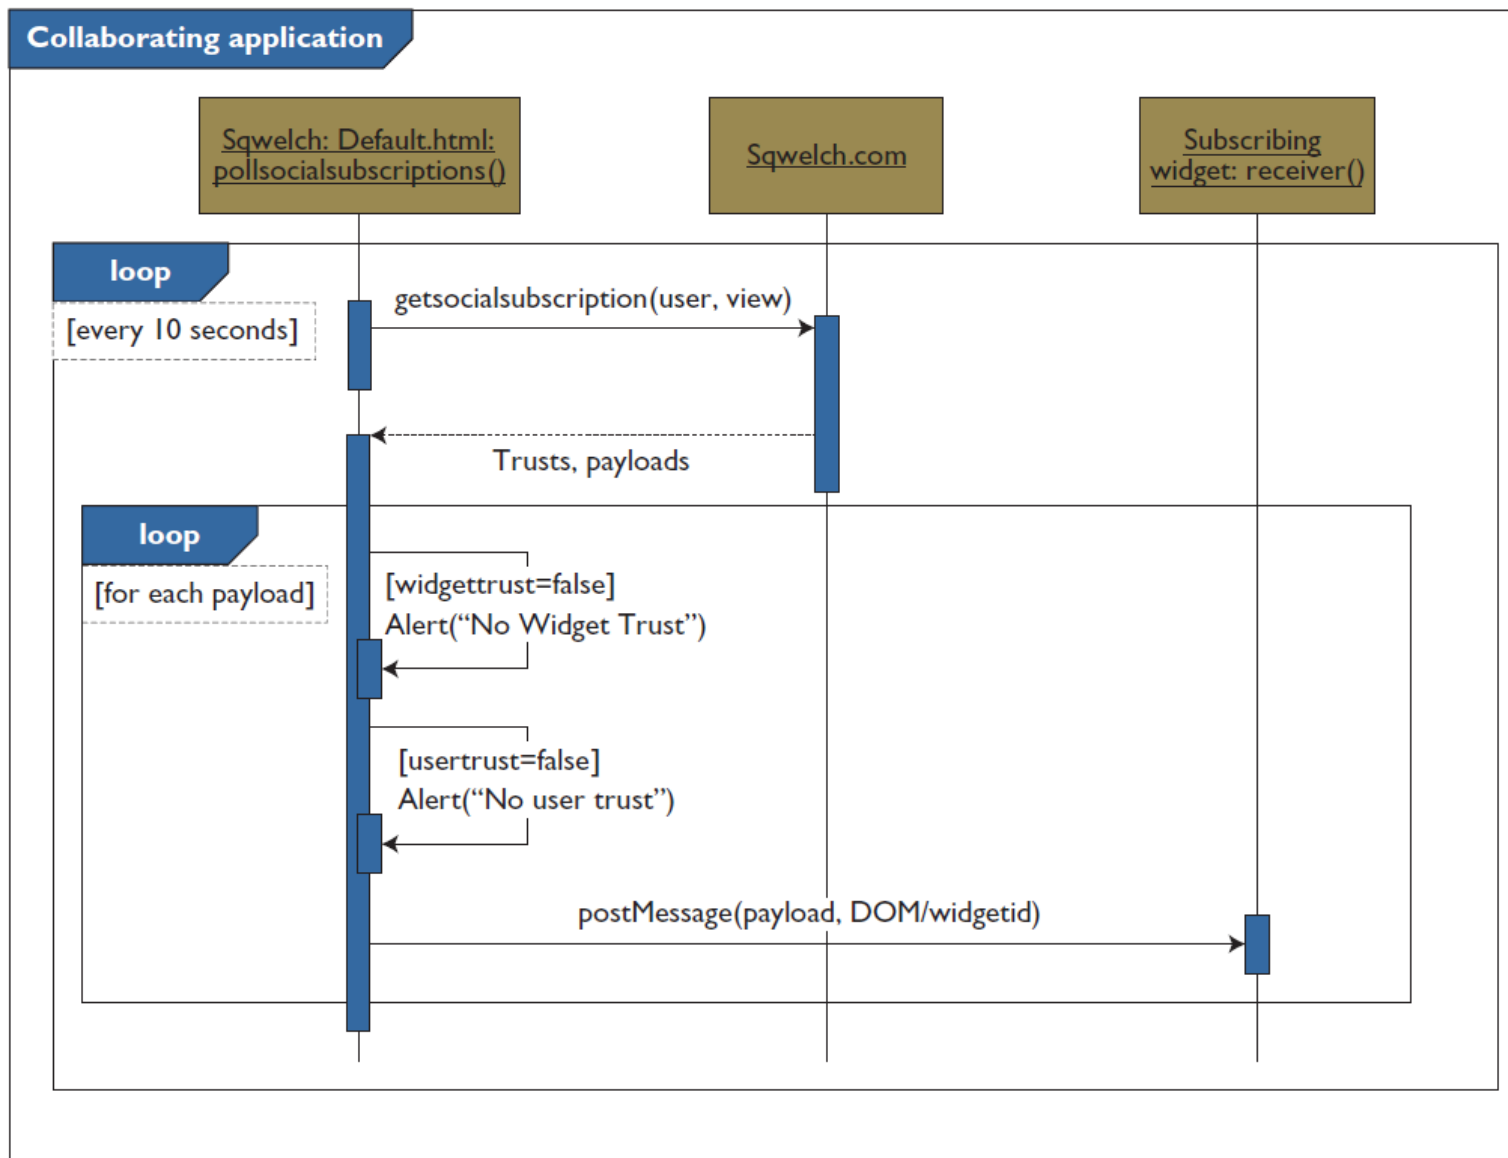 Collaborating application
Sqwelch: Default.html:
pollsocialsubscriptions()
Sqwelch.com
Subscribing
widget: receiver()
loop
[every 10 seconds]
getsocialsubscription(user, view)
Trusts, payloads
loop
[for each payload]
[widgettrust=false]
Alert(“No Widget Trust”)
[usertrust=false]
Alert(“No user trust”)
postMessage(payload, DOM/widgetid)